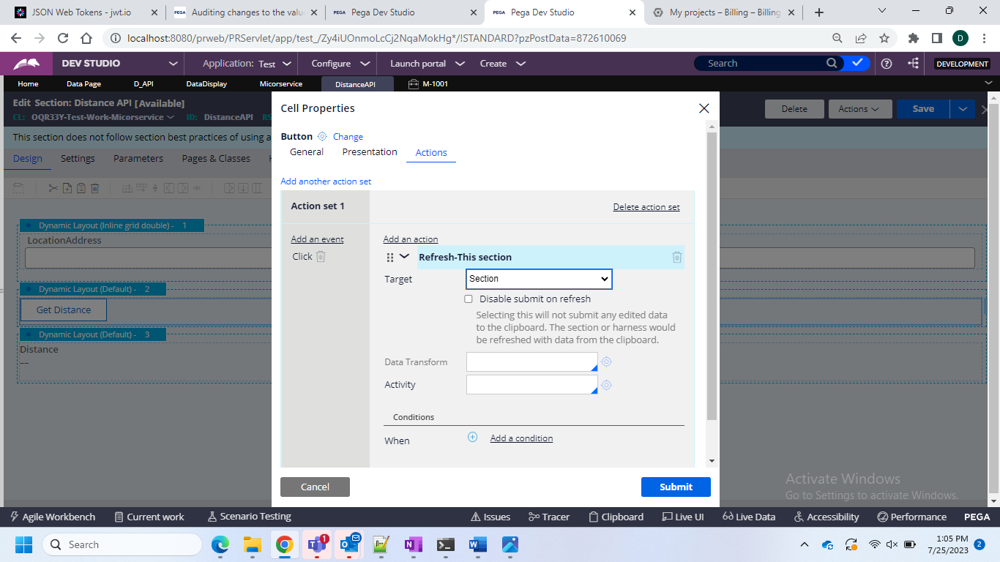 JSON Web Tokens - jwt.io
PEGA Auditing changes to the valu
PEGA Pega Dev Studio
PEGA Pega Dev Studio
My projects – Billing – Billing
localhost:8080/prweb/PRServlet/app/test_/Zy4iUOnmoLcCj2NqaMokHg*/!STANDARD?pzPostData=872610069
D
DEV STUDIO
Application: Test
Configure
Launch portal
Create
Search
DEVELOPMENT
Home
Data Page
D_API
DataDisplay
Micorservice
DistanceAPI
M-1001
Edit Section: Distance API [Available]
CL: OQR33Y-Test-Work-Micorservice ID: DistanceAPI RS
Delete
Actions
Save
This section does not follow section best practices of using a
Design
Settings
Parameters
Pages & Classes
Dynamic Layout (Inline grid double) - 1
LocationAddress
Dynamic Layout (Default) - 2
Get Distance
Dynamic Layout (Default) - 3
Distance
--
Cell Properties
Button Change
General
Presentation
Actions
Add another action set
Action set 1
Delete action set
Add an event
Click
Add an action
Refresh-This section
Target Section
Disable submit on refresh
Selecting this will not submit any edited data
to the clipboard. The section or harness would
be refreshed with data from the clipboard.
Data Transform
Activity
Conditions
When Add a condition
Cancel
Submit
Activate Windows
Go to Settings to activate Windows.
Agile Workbench
Current work
Scenario Testing
Issues
Tracer
Clipboard
Live UI
Live Data
Accessibility
Performance
PEGA
Search
1
1:05 PM
7/25/2023
2